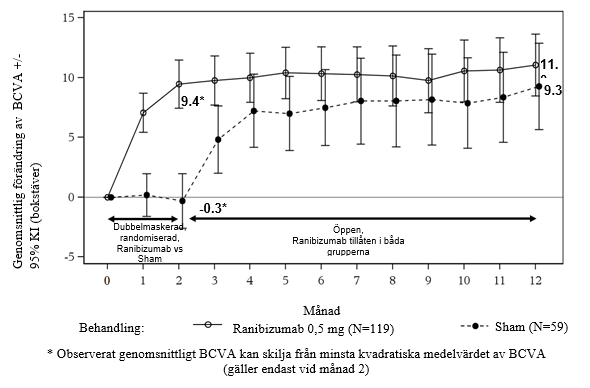 Genomsnittlig förändring av BCVA +/-
95% KI (bokstäver)
15
10
5
0
-5
9.4*
-0.3*
11.
9.3
Dubbelmaskerad,
randomiserad,
Ranibizumab vs
Sham
Öppen,
Ranibizumab tillåten i båda
grupperna
0 1 2 3 4 5 6 7 8 9 10 11 12
Månad
Behandling: Ranibizumab 0,5 mg (N=119) Sham (N=59)
* Observerat genomsnittligt BCVA kan skilja från minsta kvadratiska medelvärdet av BCVA
(gäller endast vid månad 2)